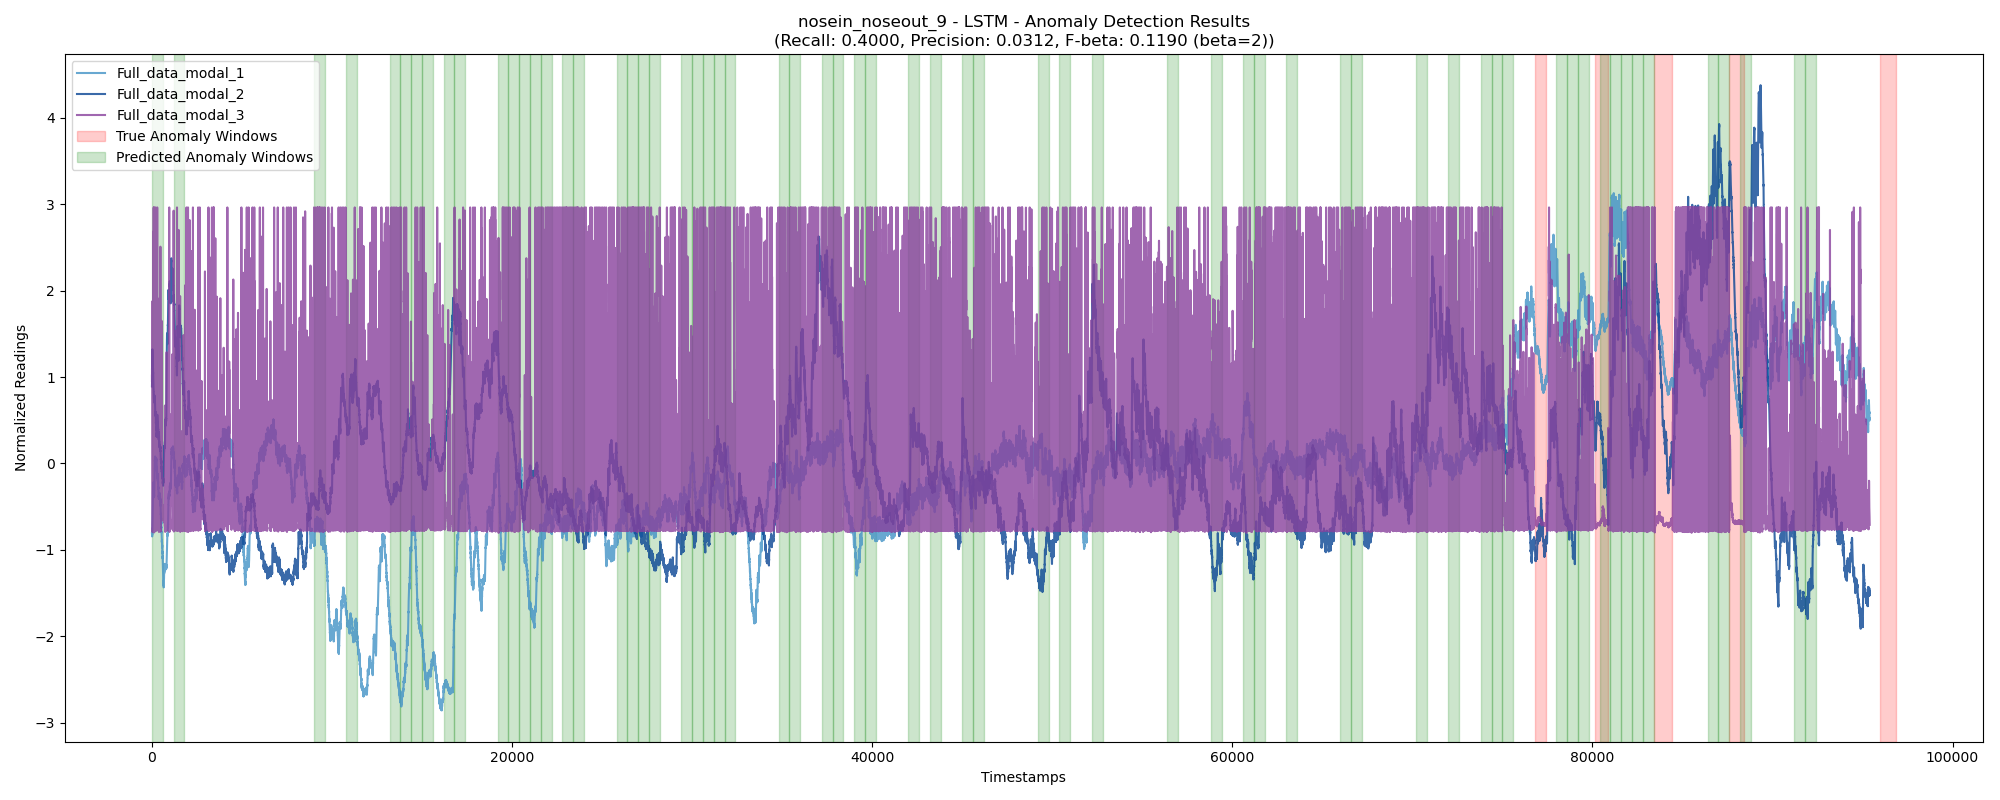 nosein_noseout_9 - LSTM - Anomaly Detection Results
(Recall: 0.4000, Precision: 0.0312, F-beta: 0.1190 (beta=2))
Full_data_modal_1
Full_data_modal_2
Full_data_modal_3
True Anomaly Windows
Predicted Anomaly Windows
Normalized Readings
4
3
2
1
0
−1
−2
−3
0 20000 40000 60000 80000 100000
Timestamps